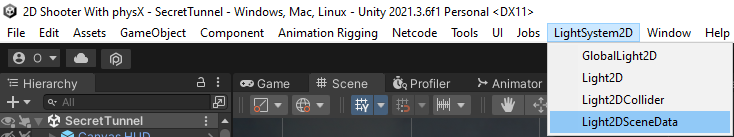 2D Shooter With physX - SecretTunnel - Windows, Mac, Linux - Unity 2021.3.6f1 Personal <DX11>
File Edit Assets GameObject Component Animation Rigging Netcode Tools UI Jobs LightSystem2D Window Help
O
GlobalLight2D
Light2D
Light2DCollider
Light2DSceneData
Hierarchy
Game Scene Profiler Animator
All
SecretTunnel
Canvas HUD